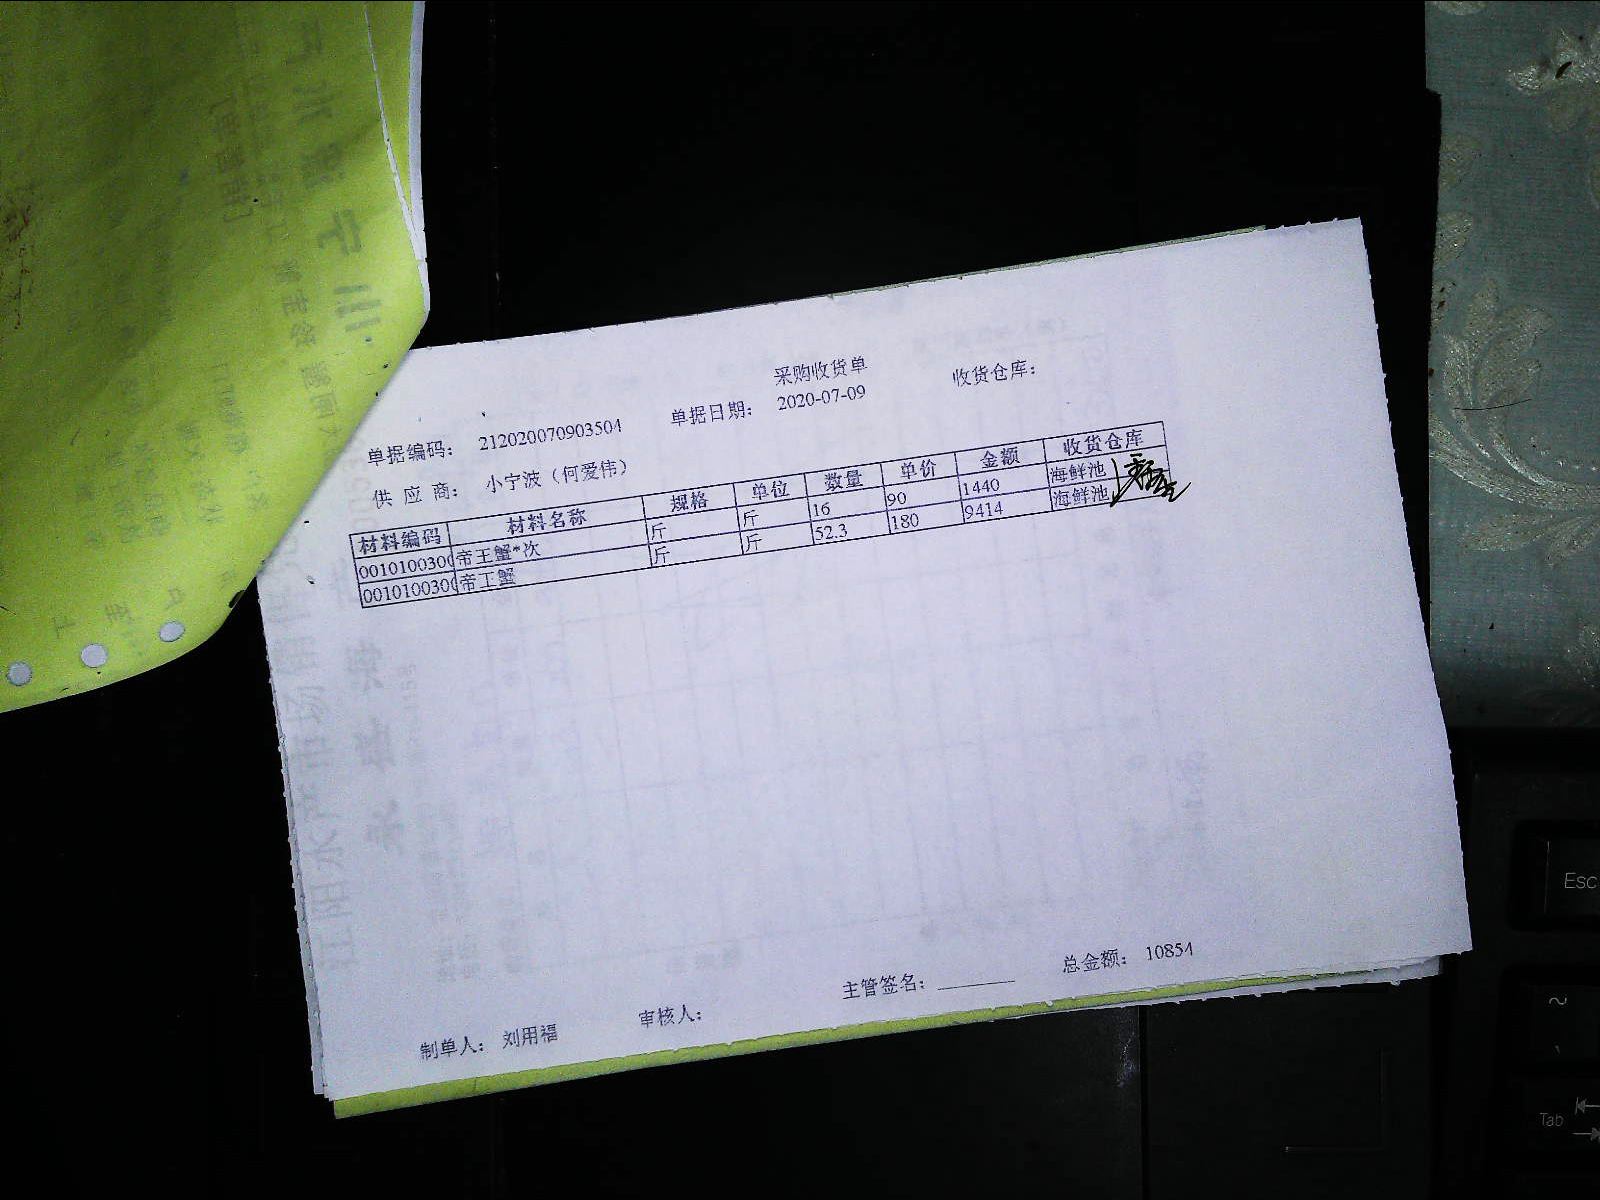 采购收货单
单据编码： 212020070903504 单据日期： 2020-07-09 收货仓库：
供 应 商： 小宁波（何爱伟）
材料编码 材料名称 规格 单位 数量 单价 金额 收货仓库
0010100300 帝王蟹*次 斤 斤 16 90 1440 海鲜池
0010100300 帝王蟹 斤 斤 52.3 180 9414 海鲜池
制单人： 刘用福 审核人： 主管签名： 总金额： 10854
Esc
~
Tab